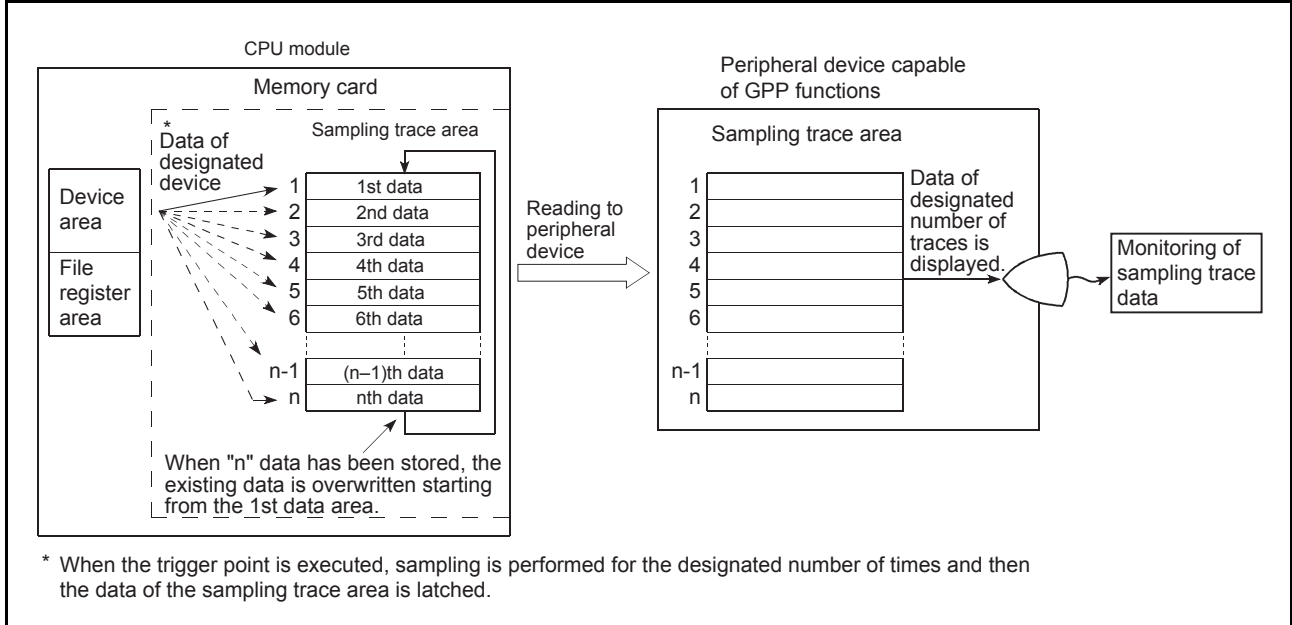 CPU module
Memory card
*
Data of
designated
device
Sampling trace area
Device
area
File
register
area
1
1st data
2
2nd data
3
3rd data
4
4th data
5
5th data
6
6th data
n-1
(n–1)th data
n
nth data
When "n" data has been stored, the
existing data is overwritten starting
from the 1st data area.
Reading to
peripheral
device
Peripheral device capable
of GPP functions
Sampling trace area
1
2
3
4
5
6
n-1
n
Data of
designated
number of
traces is
displayed.
Monitoring of
sampling trace
data
* When the trigger point is executed, sampling is performed for the designated number of times and then
the data of the sampling trace area is latched.